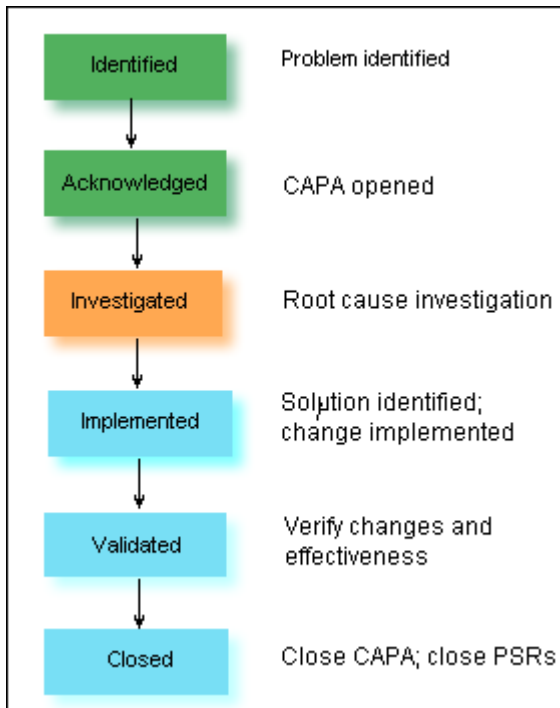 Identified
Problem identified
Acknowledged
CAPA opened
Investigated
Root cause investigation
Implemented
Solution identified;
change implemented
Validated
Verify changes and
effectiveness
Closed
Close CAPA; close PSRs